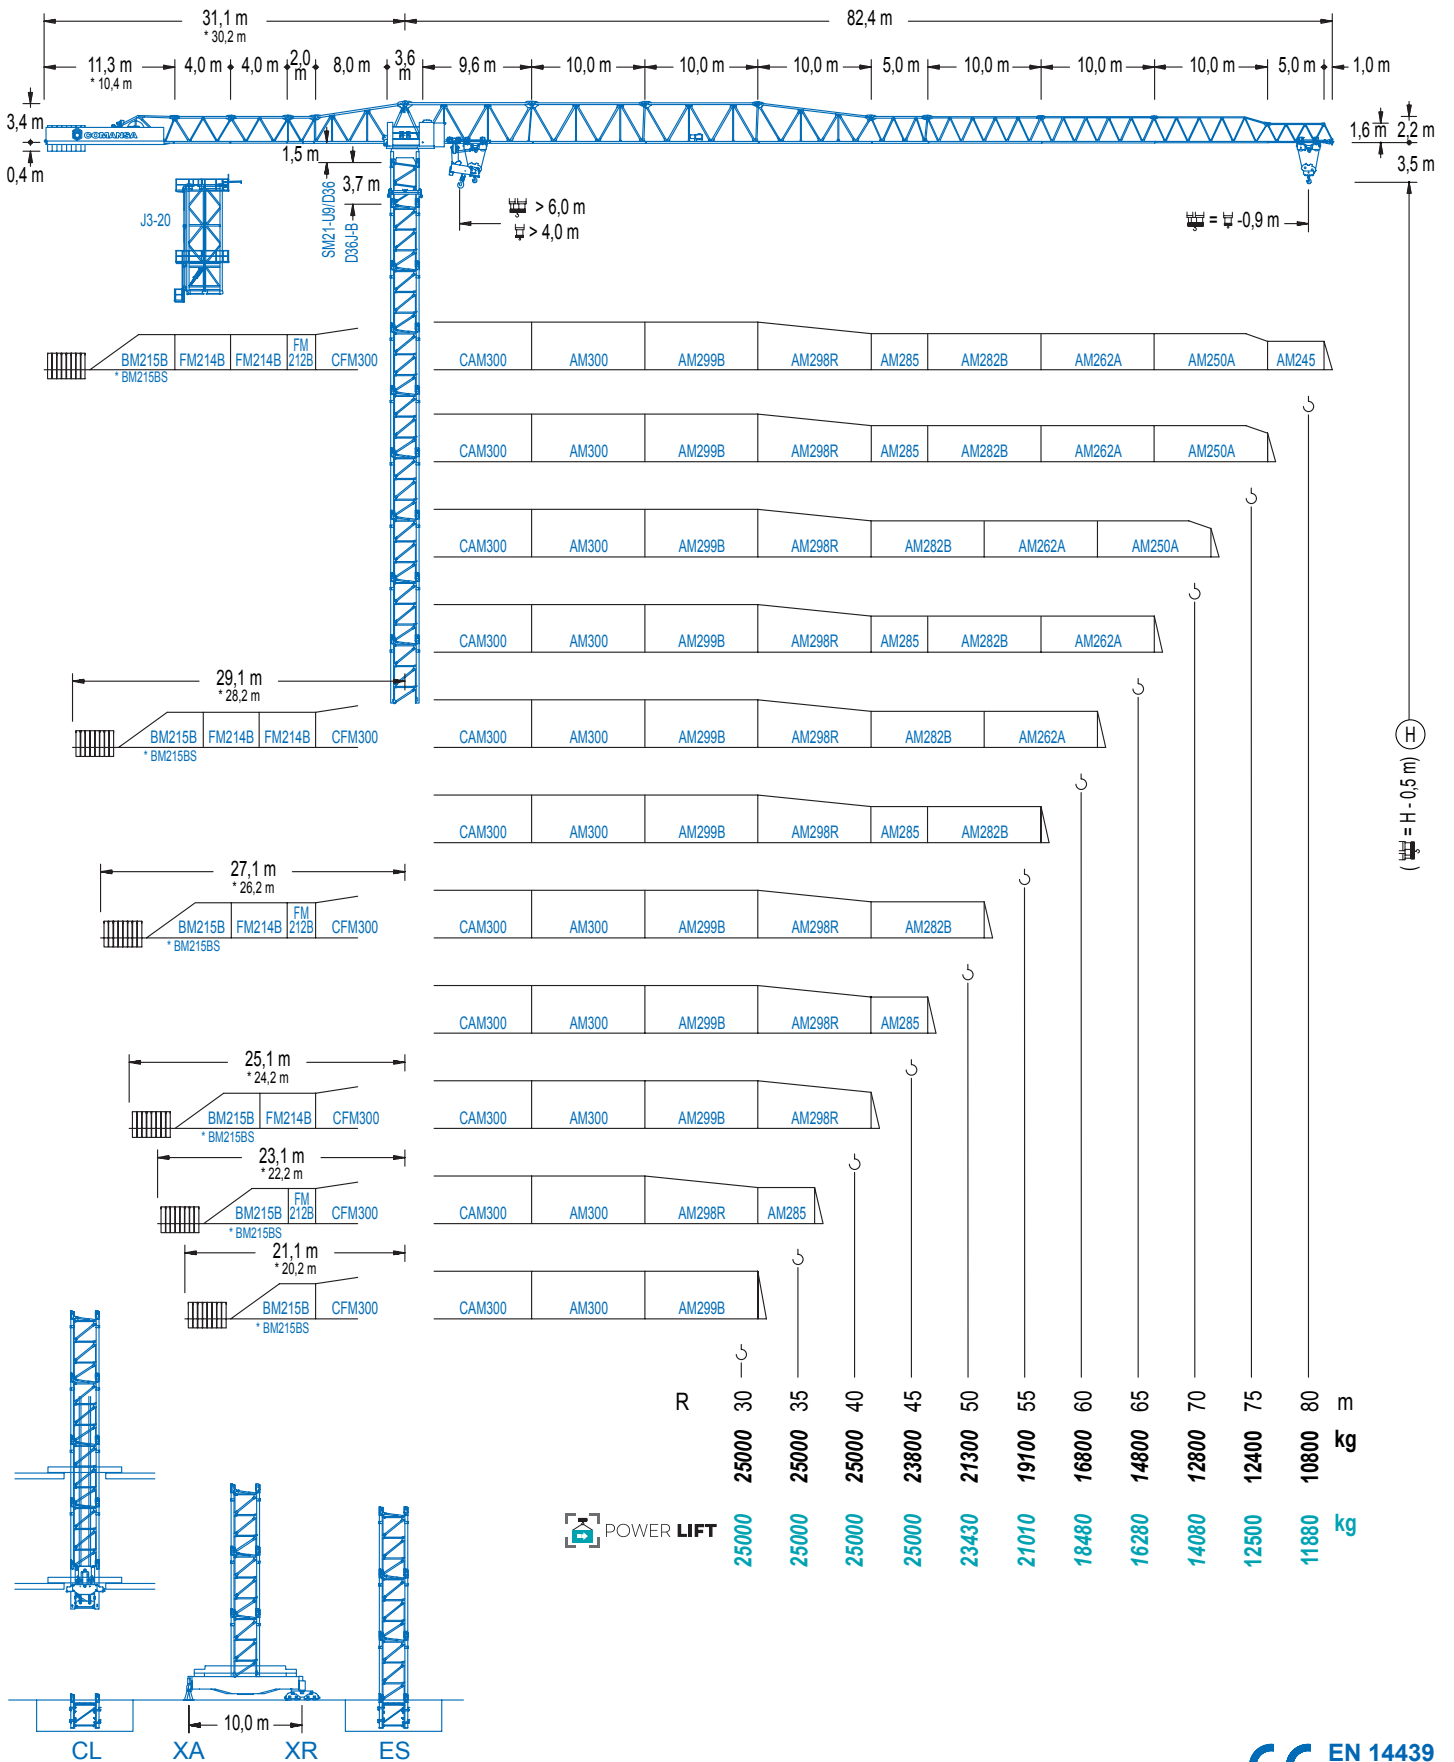 31,1 m
* 30,2 m
82,4 m
11,3 m
* 10,4 m
4,0 m
4,0 m
2,0 m
8,0 m
3,6 m
9,6 m
10,0 m
10,0 m
10,0 m
5,0 m
10,0 m
10,0 m
10,0 m
5,0 m
1,0 m
3,4 m
0,4 m
COMANSA
1,5 m
3,7 m
1,6 m
2,2 m
3,5 m
J3-20
SM21-U9/D36
D36J-B
> 6,0 m
> 4,0 m
= -0,9 m
BM215B FM214B FM214B FM 212B CFM300 CAM300 AM300 AM299B AM298R AM285 AM282B AM262A AM250A AM245
* BM215BS
CAM300 AM300 AM299B AM298R AM285 AM282B AM262A AM250A
CAM300 AM300 AM299B AM298R AM282B AM262A AM250A
CAM300 AM300 AM299B AM298R AM285 AM282B AM262A
29,1 m
* 28,2 m
BM215B FM214B FM214B CFM300 CAM300 AM300 AM299B AM298R AM282B AM262A
* BM215BS
H
( = H - 0,5 m)
CAM300 AM300 AM299B AM298R AM285 AM282B
27,1 m
* 26,2 m
BM215B FM214B FM 212B CFM300 CAM300 AM300 AM299B AM298R AM282B
* BM215BS
CAM300 AM300 AM299B AM298R AM285
25,1 m
* 24,2 m
BM215B FM214B CFM300 CAM300 AM300 AM299B AM298R
* BM215BS
23,1 m
* 22,2 m
BM215B FM 212B CFM300 CAM300 AM300 AM298R AM285
* BM215BS
21,1 m
* 20,2 m
BM215B CFM300 CAM300 AM300 AM299B
* BM215BS
R 30 35 40 45 50 55 60 65 70 75 80 m
25000 25000 25000 23800 21300 19100 16800 14800 12800 12400 10800 kg
POWER LIFT 25000 25000 25000 25000 23430 21010 18480 16280 14080 12500 11880 kg
10,0 m
CL XA XR ES
CE EN 14439